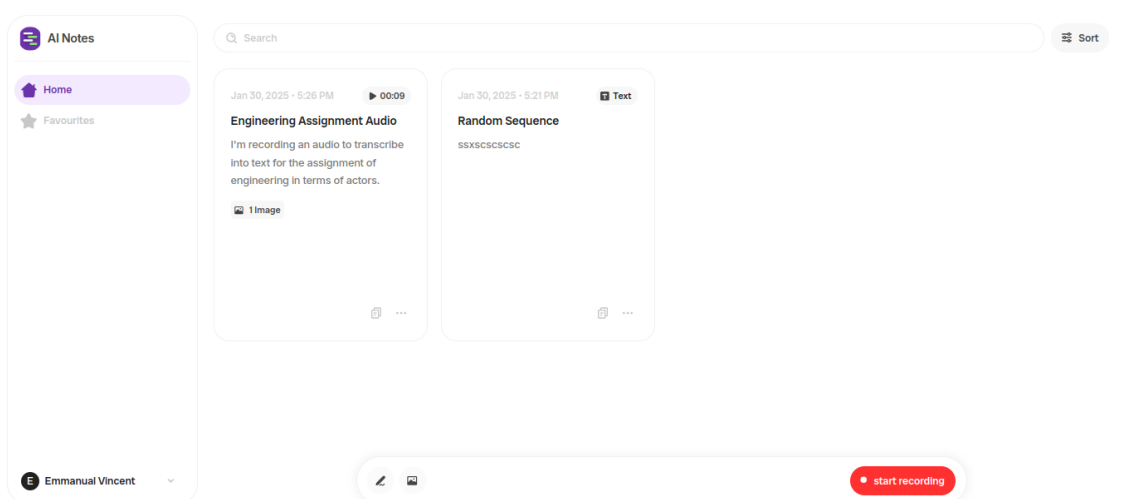 AI Notes
Home
Favourites
Emmanual Vincent
Search
Sort
Jan 30, 2025 • 5:26 PM
00:09
Engineering Assignment Audio
I'm recording an audio to transcribe
into text for the assignment of
engineering in terms of actors.
1 Image
Jan 30, 2025 • 5:21 PM
T Text
Random Sequence
ssxscscscsc
E
start recording